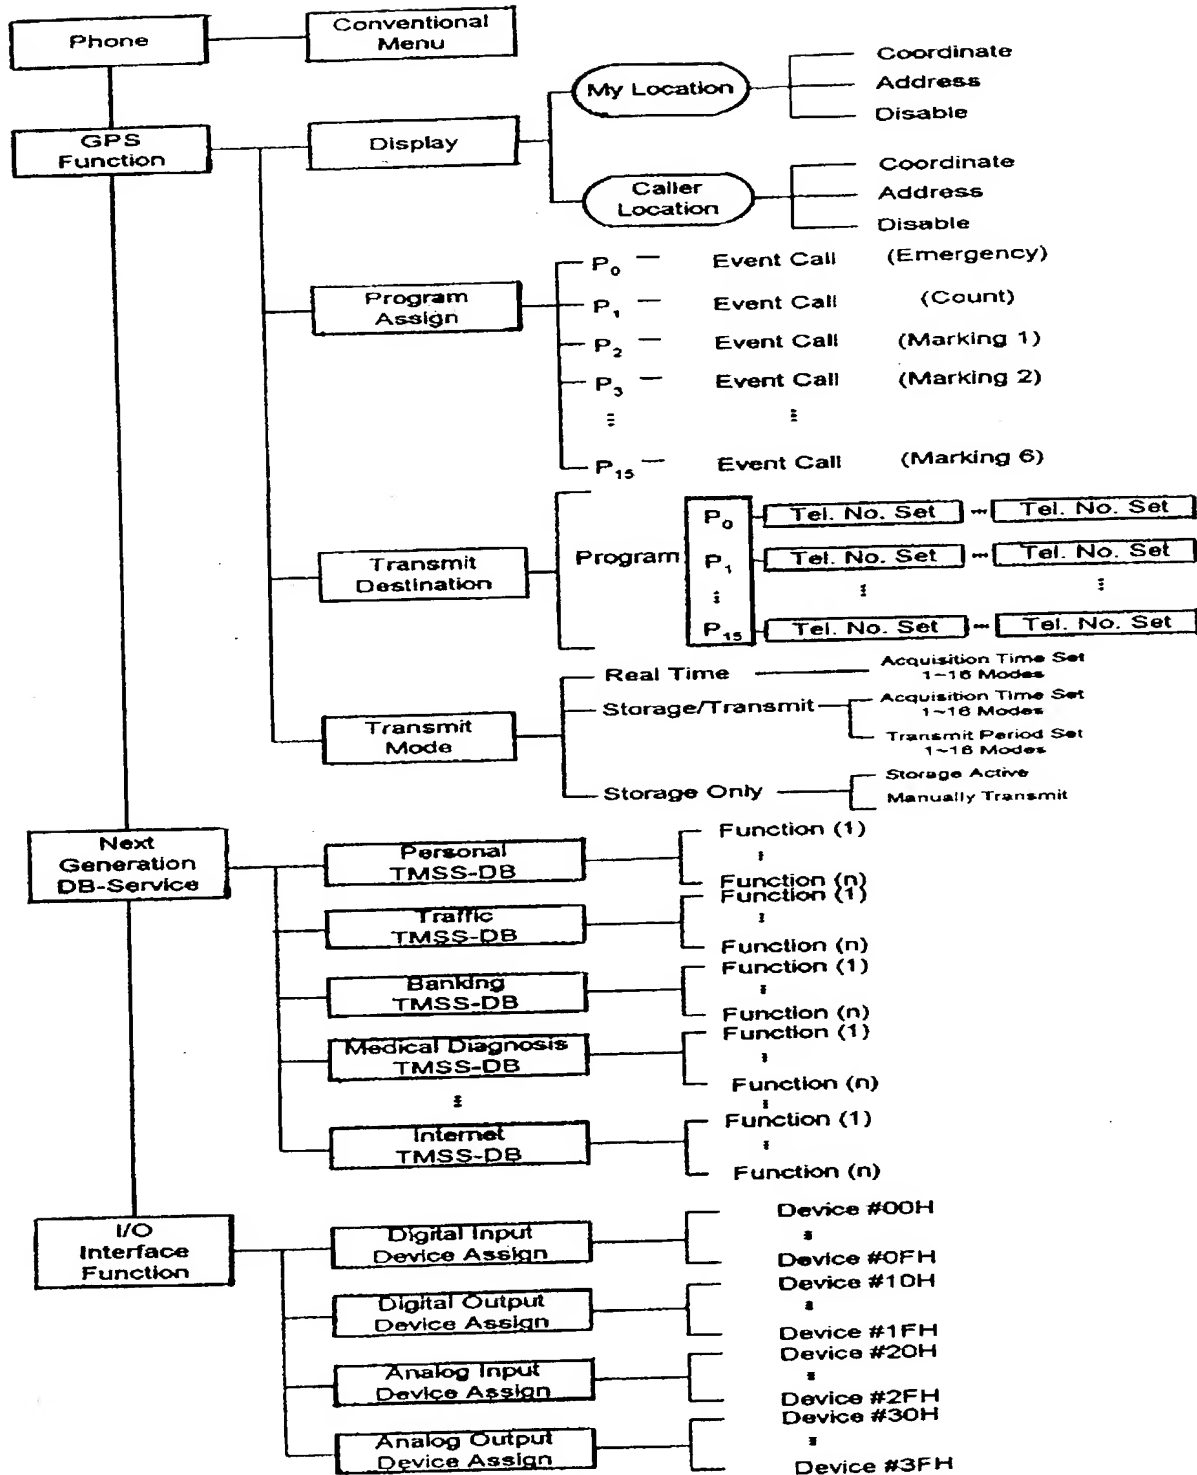 Phone
Conventional
Menu
GPS
Function
Display
My Location
Coordinate
Address
Disable
Caller
Location
Coordinate
Address
Disable
Program
Assign
P0 — Event Call (Emergency)
P1 — Event Call (Count)
P2 — Event Call (Marking 1)
P3 — Event Call (Marking 2)
P15 — Event Call (Marking 6)
Transmit
Destination
Program
P0 Tel. No. Set Tel. No. Set
P1 Tel. No. Set Tel. No. Set
P15 Tel. No. Set Tel. No. Set
Transmit
Mode
Real Time
Acquisition Time Set
1~16 Modes
Storage/Transmit
Acquisition Time Set
1~16 Modes
Transmit Period Set
1~16 Modes
Storage Only
Storage Active
Manually Transmit
Next
Generation
DB-Service
Personal
TMSS-DB
Function (1)
Function (n)
Traffic
TMSS-DB
Function (1)
Function (n)
Banking
TMSS-DB
Function (1)
Function (n)
Medical Diagnosis
TMSS-DB
Function (1)
Function (n)
Internet
TMSS-DB
Function (1)
Function (n)
I/O
Interface
Function
Digital Input
Device Assign
Device #00H
Device #0FH
Digital Output
Device Assign
Device #10H
Device #1FH
Analog Input
Device Assign
Device #20H
Device #2FH
Analog Output
Device Assign
Device #30H
Device #3FH